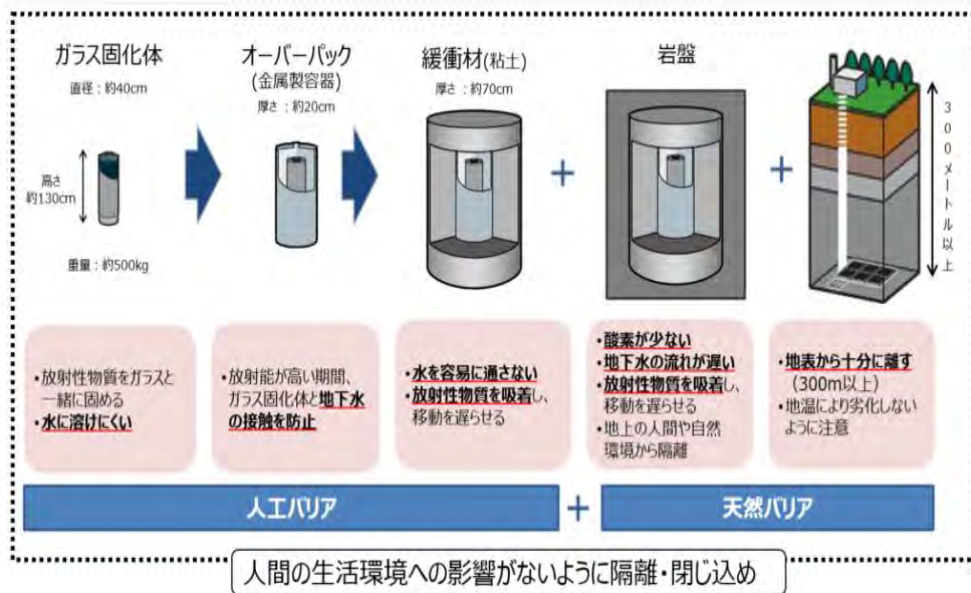 ガラス固化体
直径：約40cm
高さ
約130cm
重量：約500kg
オーバーパック
(金属製容器)
厚さ：約20cm
緩衝材(粘土)
厚さ：約70cm
+
岩盤
+
300メートル以上
・放射性物質をガラスと
一緒に固める
・水に溶けにくい
・放射能が高い期間、
ガラス固化体と地下水
の接触を防止
・水を容易に通さない
・放射性物質を吸着し、
移動を遅らせる
・酸素が少ない
・地下水の流れが遅い
・放射性物質を吸着し、
移動を遅らせる
・地上の人間や自然
環境から隔離
・地表から十分に離す
（300m以上）
・地温により劣化しない
ように注意
人工バリア
+
天然バリア
人間の生活環境への影響がないように隔離・閉じ込め